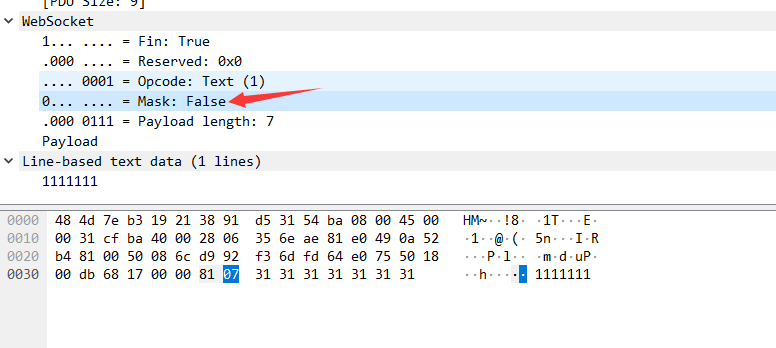 [PDU Size: 9]
WebSocket
1... .... = Fin: True
.000 .... = Reserved: 0x0
.... 0001 = Opcode: Text (1)
0... .... = Mask: False
.000 0111 = Payload length: 7
Payload
Line-based text data (1 lines)
1111111
0000 48 4d 7e b3 19 21 38 91 d5 31 54 ba 08 00 45 00 HM~··!8· ·1T···E·
0010 00 31 cf ba 40 00 28 06 35 6e ae 81 e0 49 0a 52 ·1··@·(· 5n···I·R
0020 b4 81 00 50 08 6c d9 92 f3 6d fd 64 e0 75 50 18 ···P·l·· ·m·d·uP·
0030 00 db 68 17 00 00 81 07 31 31 31 31 31 31 31 ··h····· 1111111